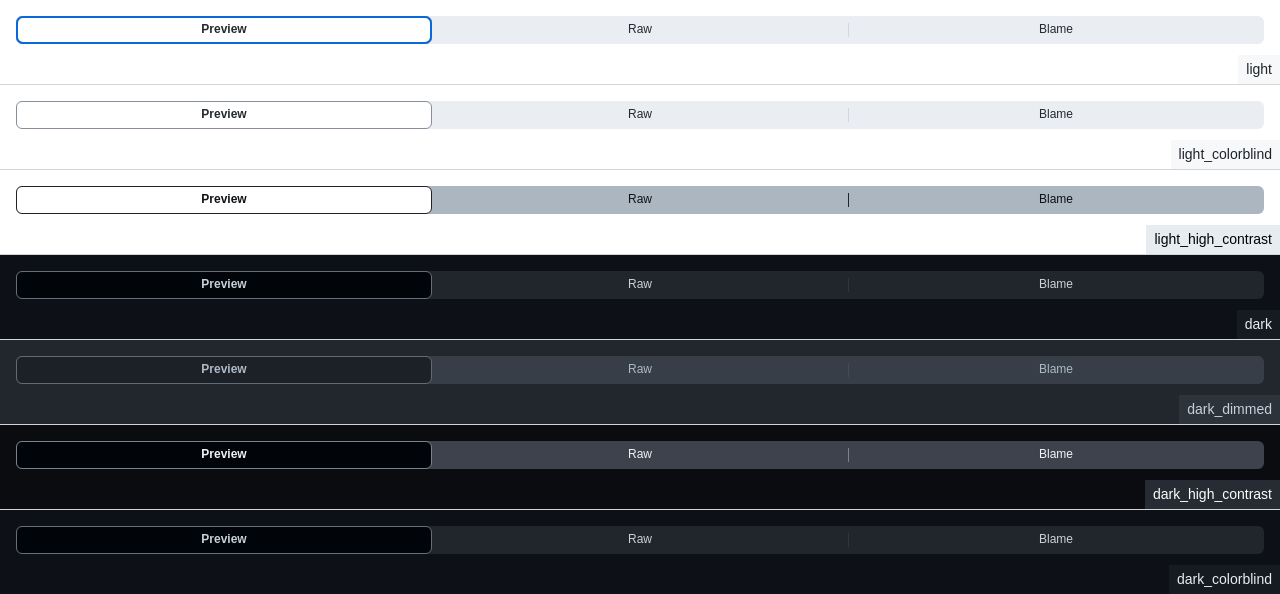 Preview Raw Blame
light
Preview Raw Blame
light_colorblind
Preview Raw Blame
light_high_contrast
Preview Raw Blame
dark
Preview Raw Blame
dark_dimmed
Preview Raw Blame
dark_high_contrast
Preview Raw Blame
dark_colorblind